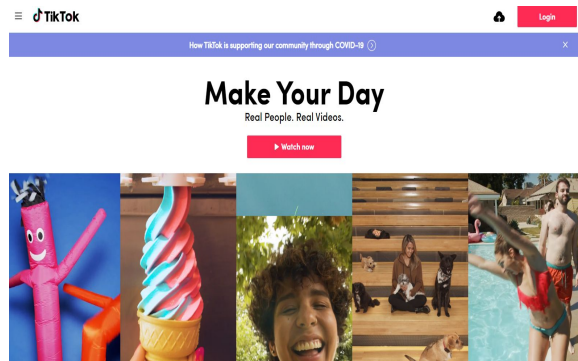 TikTok
Login
How TikTok is supporting our community through COVID-19
X
Make Your Day
Real People. Real Videos.
Watch now